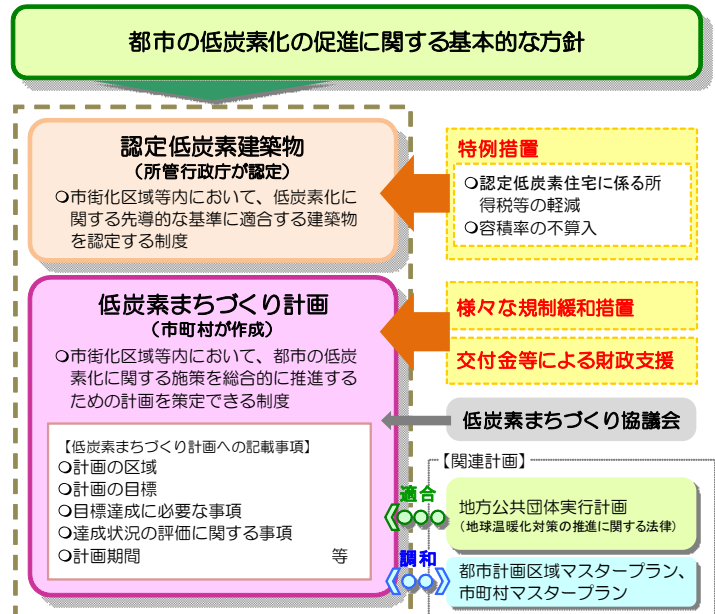 都市の低炭素化の促進に関する基本的な方針
認定低炭素建築物
(所管行政庁が認定)
○市街化区域等内において、低炭素化に
関する先導的な基準に適合する建築物
を認定する制度
特例措置
○認定低炭素住宅に係る所
得税等の軽減
○容積率の不算入
低炭素まちづくり計画
(市町村が作成)
○市街化区域等内において、都市の低炭
素化に関する施策を総合的に推進する
ための計画を策定できる制度
様々な規制緩和措置
交付金等による財政支援
低炭素まちづくり協議会
【低炭素まちづくり計画への記載事項】
○計画の区域
○計画の目標
○目標達成に必要な事項
○達成状況の評価に関する事項
○計画期間 等
【関連計画】
適合
地方公共団体実行計画
(地球温暖化対策の推進に関する法律)
調和
都市計画区域マスタープラン、
市町村マスタープラン